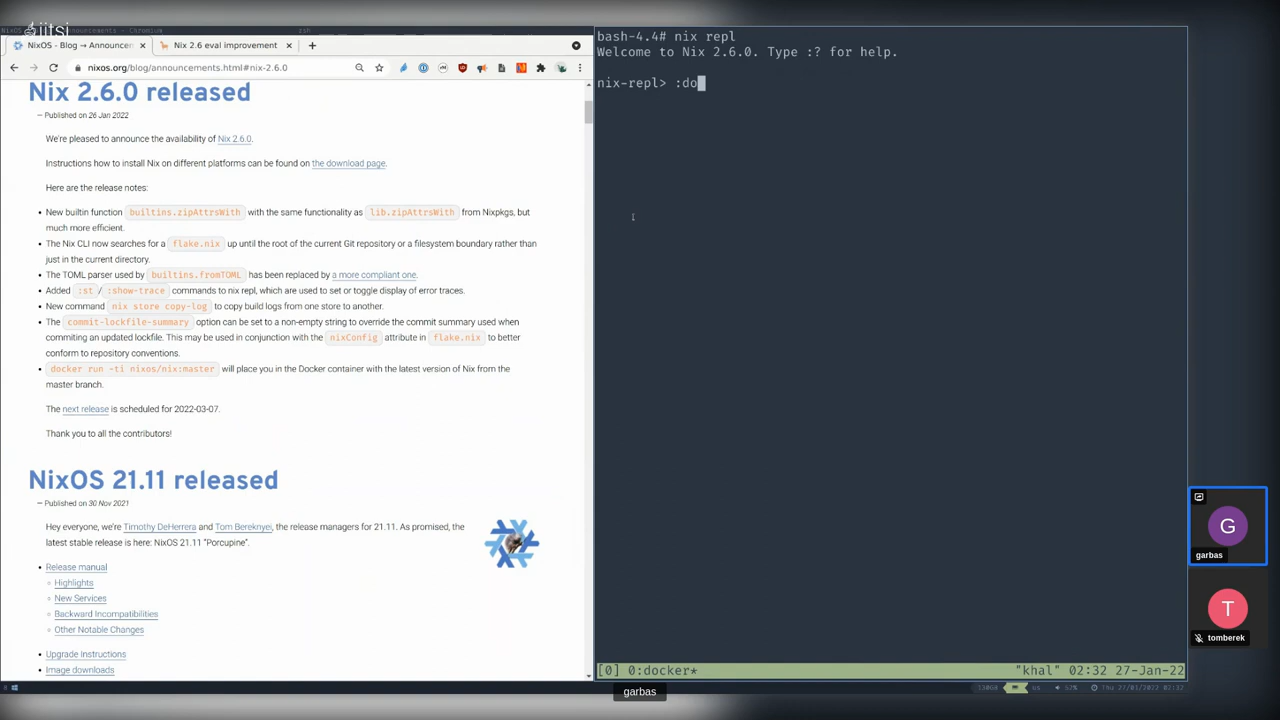 jitsi
NixOS - Blog → Announcem
Nix 2.6 eval improvement
nixos.org/blog/announcements.html#nix-2.6.0
Nix 2.6.0 released
— Published on 26 Jan 2022
We're pleased to announce the availability of Nix 2.6.0.
Instructions how to install Nix on different platforms can be found on the download page.
Here are the release notes:
• New builtin function builtins.zipAttrsWith with the same functionality as lib.zipAttrsWith from Nixpkgs, but
much more efficient.
• The Nix CLI now searches for a flake.nix up until the root of the current Git repository or a filesystem boundary rather than
just in the current directory.
• The TOML parser used by builtins.fromTOML has been replaced by a more compliant one.
• Added :st / :show-trace commands to nix repl, which are used to set or toggle display of error traces.
• New command nix store copy-log to copy build logs from one store to another.
• The commit-lockfile-summary option can be set to a non-empty string to override the commit summary used when
commiting an updated lockfile. This may be used in conjunction with the nixConfig attribute in flake.nix to better
conform to repository conventions.
• docker run -ti nixos/nix:master will place you in the Docker container with the latest version of Nix from the
master branch.
The next release is scheduled for 2022-03-07.
Thank you to all the contributors!
NixOS 21.11 released
— Published on 30 Nov 2021
Hey everyone, we're Timothy DeHerrera and Tom Bereknyei, the release managers for 21.11. As promised, the
latest stable release is here: NixOS 21.11 "Porcupine".
• Release manual
Highlights
New Services
Backward Incompatibilities
Other Notable Changes
• Upgrade Instructions
• Image downloads
bash-4.4# nix repl
Welcome to Nix 2.6.0. Type :? for help.
nix-repl> :do
[0] 0:docker* "khal" 02:32 27-Jan-22
us 52% Thu 27/01/2022 02:32
G
garbas
T
tomberek
garbas